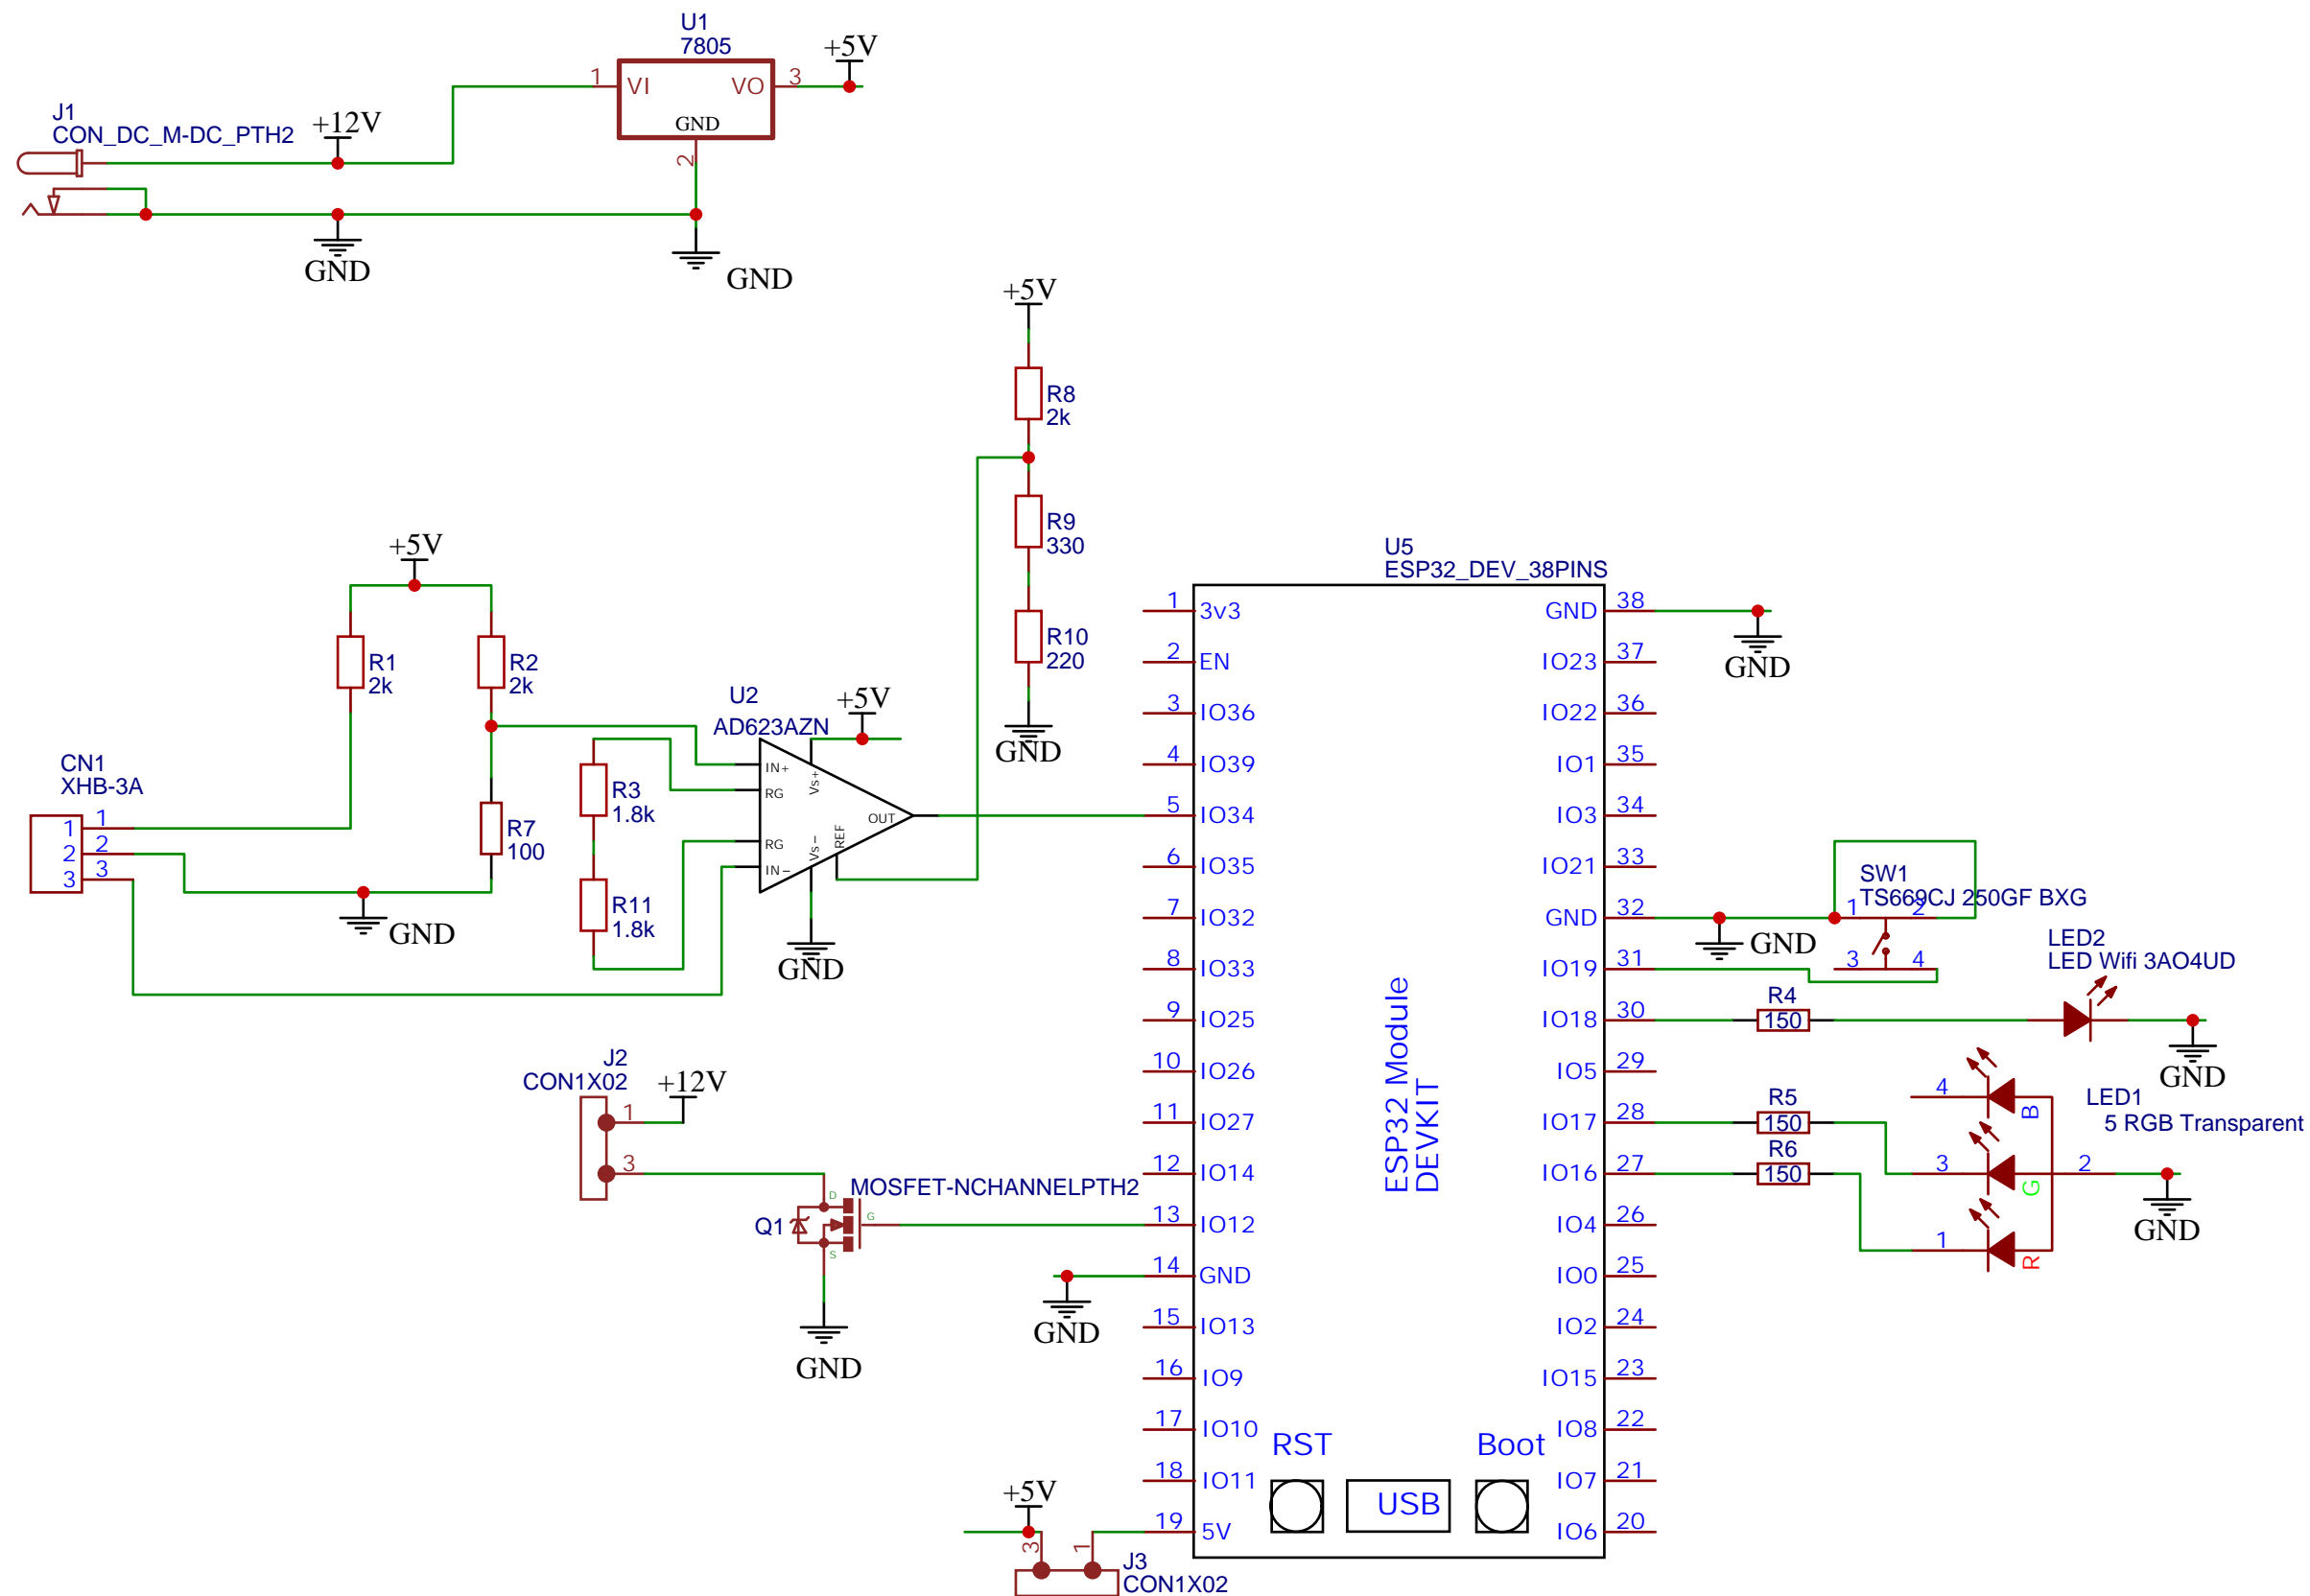 U1
7805
+5V
1
VI
VO
3
GND
2
J1
CON_DC_M-DC_PTH2
+12V
GND
GND
+5V
R8
2k
R9
330
R10
220
GND
+5V
R1
2k
R2
2k
CN1
XHB-3A
1 1
2 2
3 3
R7
100
GND
U2
AD623AZN
+5V
IN+
RG
RG
IN-
Vs+
Vs-
REF
OUT
GND
R3
1.8k
R11
1.8k
J2
CON1X02
+12V
1
3
MOSFET-NCHANNELPTH2
Q1
D
G
S
GND
U5
ESP32_DEV_38PINS
1 3v3
2 EN
3 IO36
4 IO39
5 IO34
6 IO35
7 IO32
8 IO33
9 IO25
10 IO26
11 IO27
12 IO14
13 IO12
14 GND
15 IO13
16 IO9
17 IO10
18 IO11
19 5V
GND
ESP32 Module
DEVKIT
RST
USB
Boot
GND 38
IO23 37
IO22 36
IO1 35
IO3 34
IO21 33
GND 32
IO19 31
IO18 30
IO5 29
IO17 28
IO16 27
IO4 26
IO0 25
IO2 24
IO15 23
IO8 22
IO7 21
IO6 20
GND
SW1
TS669CJ 250GF BXG
1 2
3 4
GND
LED2
LED Wifi 3AO4UD
R4
150
GND
R5
150
R6
150
4
B
3
G
1
R
2
LED1
5 RGB Transparent
GND
+5V
3
1
J3
CON1X02